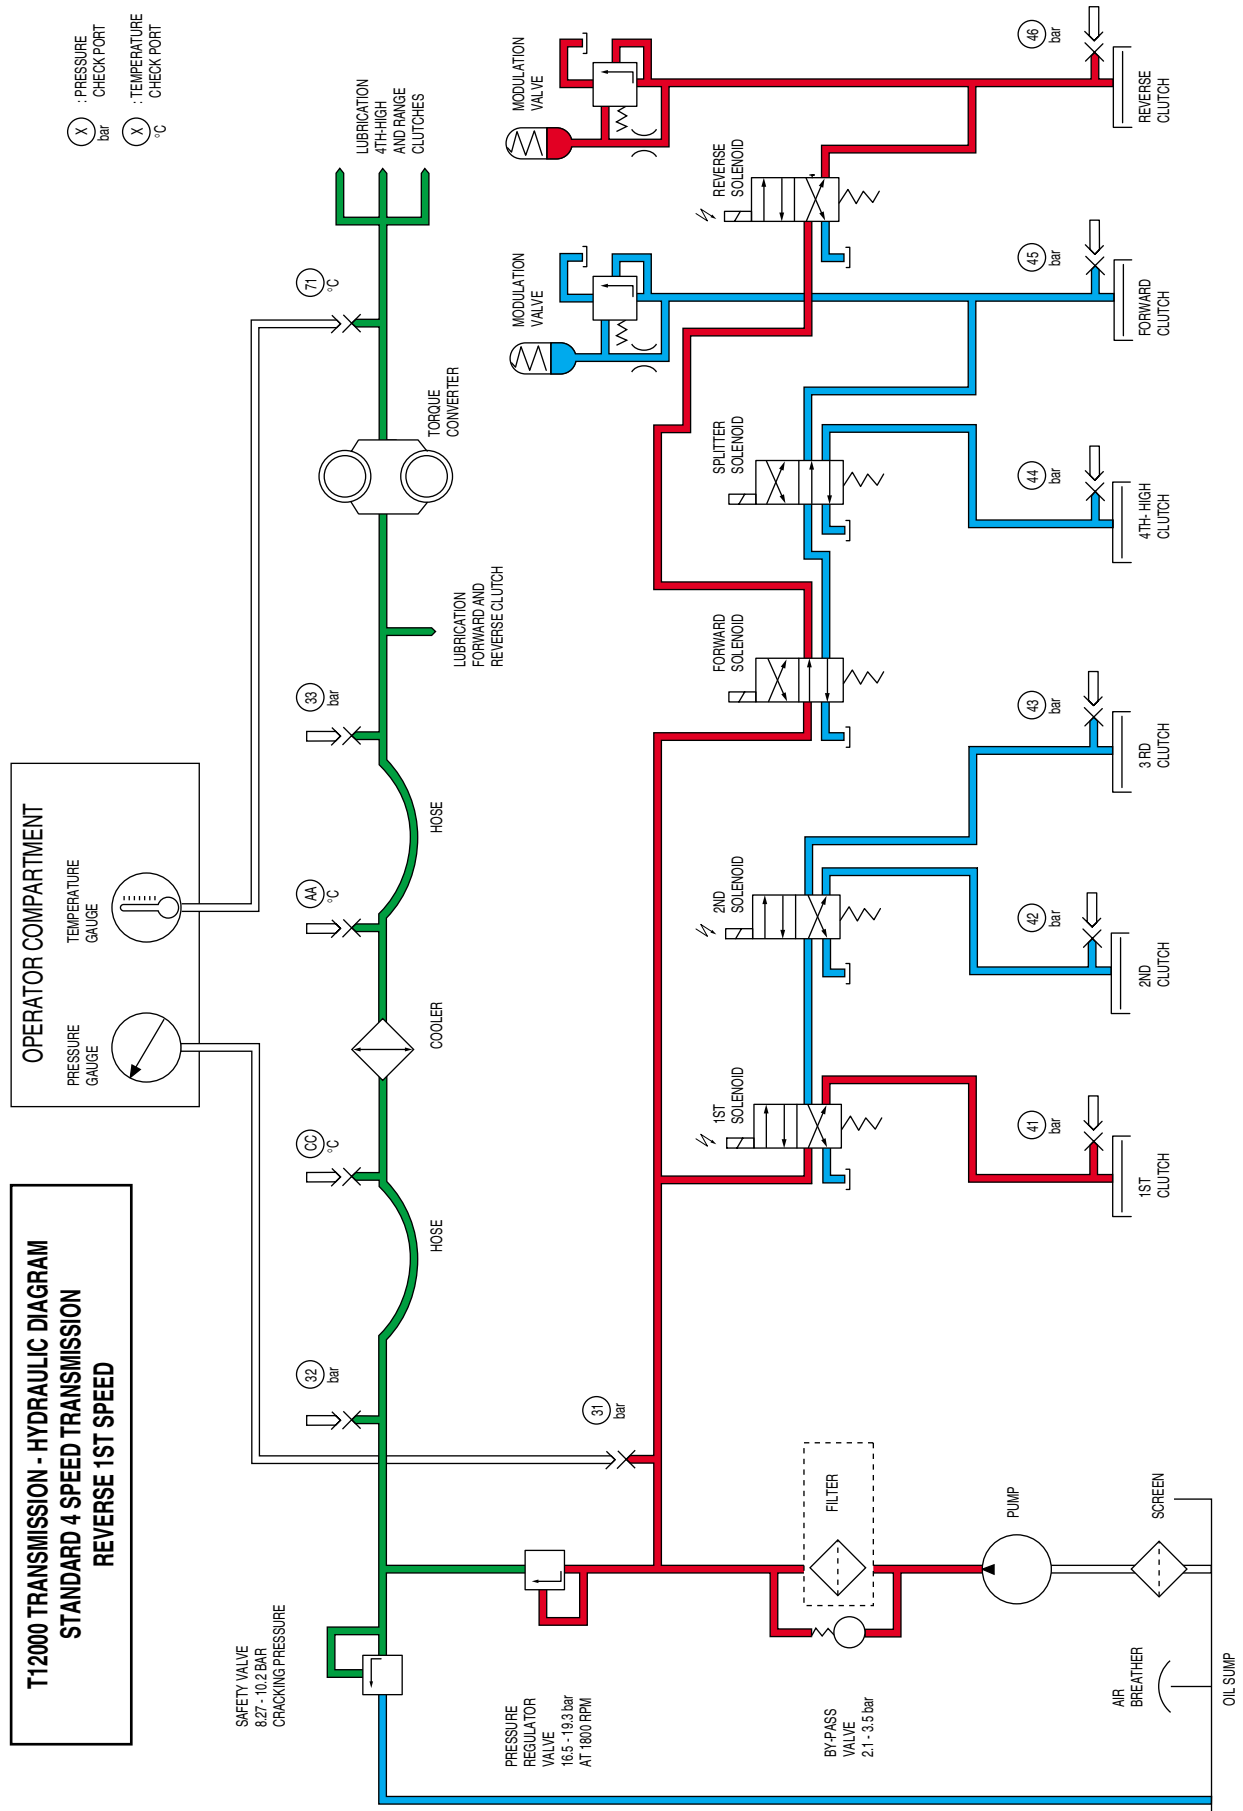 T12000 TRANSMISSION - HYDRAULIC DIAGRAM
STANDARD 4 SPEED TRANSMISSION
REVERSE 1ST SPEED
OPERATOR COMPARTMENT
PRESSURE
GAUGE
TEMPERATURE
GAUGE
X
bar
: PRESSURE
CHECK PORT
X
°C
: TEMPERATURE
CHECK PORT
SAFETY VALVE
8.27 - 10.2 BAR
CRACKING PRESSURE
32
bar
HOSE
CC
°C
COOLER
AA
°C
HOSE
33
bar
LUBRICATION
FORWARD AND
REVERSE CLUTCH
TORQUE
CONVERTER
71
°C
LUBRICATION
4TH-HIGH
AND RANGE
CLUTCHES
PRESSURE
REGULATOR
VALVE
16.5 - 19.3 bar
AT 1800 RPM
31
bar
MODULATION
VALVE
MODULATION
VALVE
1ST
SOLENOID
2ND
SOLENOID
FORWARD
SOLENOID
SPLITTER
SOLENOID
REVERSE
SOLENOID
BY-PASS
VALVE
2.1 - 3.5 bar
FILTER
PUMP
SCREEN
AIR
BREATHER
OIL SUMP
41
bar
42
bar
43
bar
44
bar
45
bar
46
bar
1ST
CLUTCH
2ND
CLUTCH
3 RD
CLUTCH
4TH- HIGH
CLUTCH
FORWARD
CLUTCH
REVERSE
CLUTCH